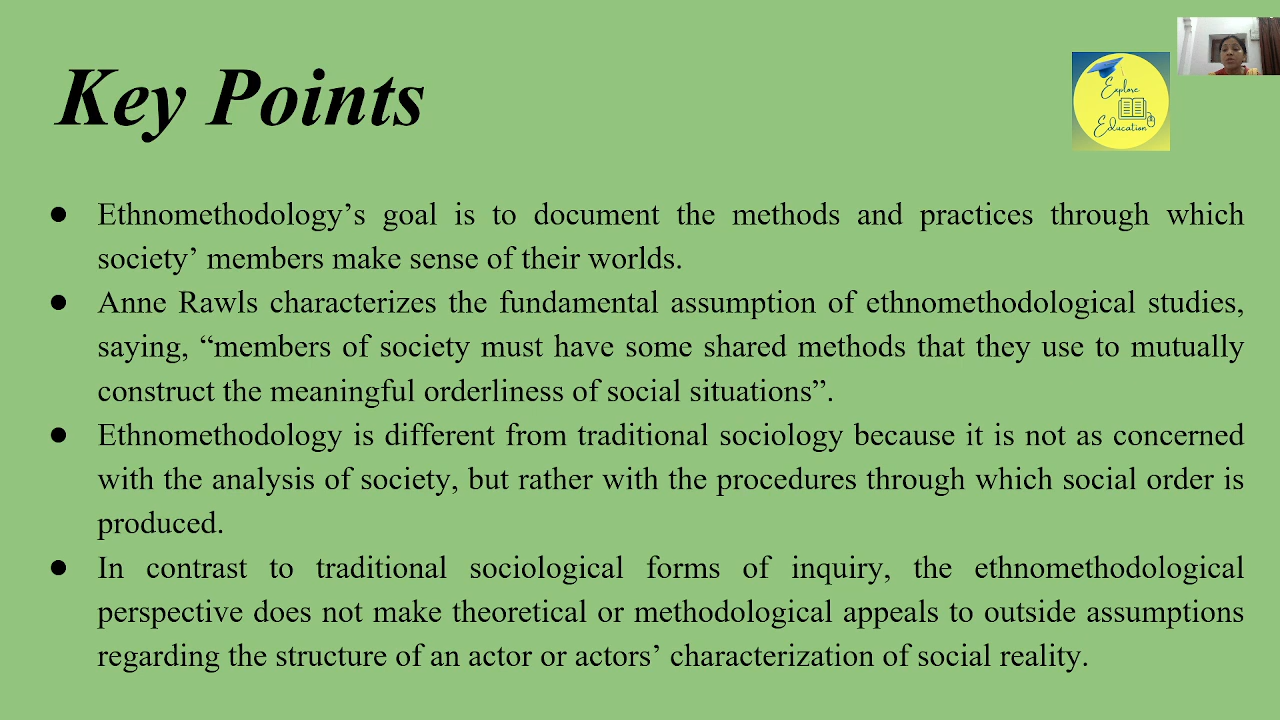 Key Points
Explore
Education
● Ethnomethodology’s goal is to document the methods and practices through which
society’ members make sense of their worlds.
● Anne Rawls characterizes the fundamental assumption of ethnomethodological studies,
saying, “members of society must have some shared methods that they use to mutually
construct the meaningful orderliness of social situations”.
● Ethnomethodology is different from traditional sociology because it is not as concerned
with the analysis of society, but rather with the procedures through which social order is
produced.
● In contrast to traditional sociological forms of inquiry, the ethnomethodological
perspective does not make theoretical or methodological appeals to outside assumptions
regarding the structure of an actor or actors’ characterization of social reality.